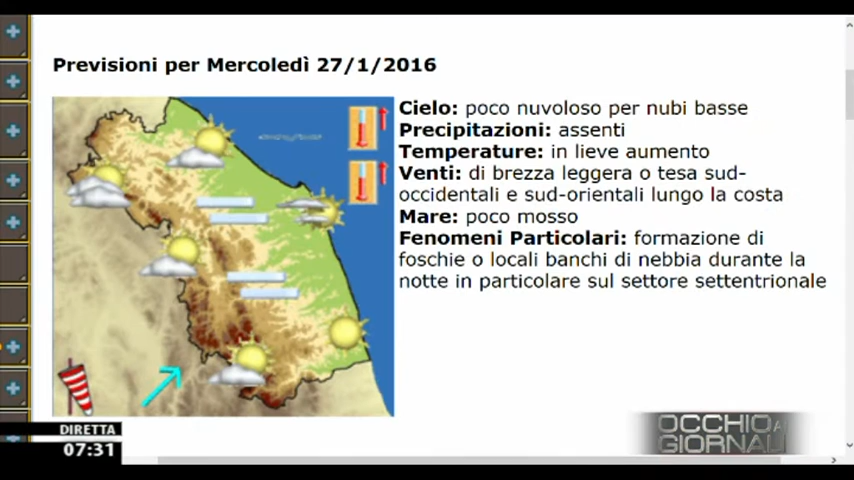 Previsioni per Mercoledì 27/1/2016
Cielo: poco nuvoloso per nubi basse
Precipitazioni: assenti
Temperature: in lieve aumento
Venti: di brezza leggera o tesa sud-
occidentali e sud-orientali lungo la costa
Mare: poco mosso
Fenomeni Particolari: formazione di
foschie o locali banchi di nebbia durante la
notte in particolare sul settore settentrionale
DIRETTA
07:31
OCCHIO AI
GIORNALI